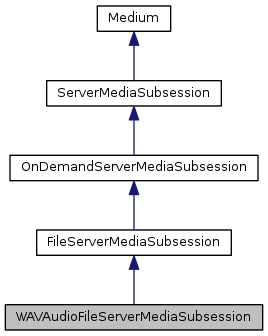 Medium
ServerMediaSubsession
OnDemandServerMediaSubsession
FileServerMediaSubsession
WAVAudioFileServerMediaSubsession